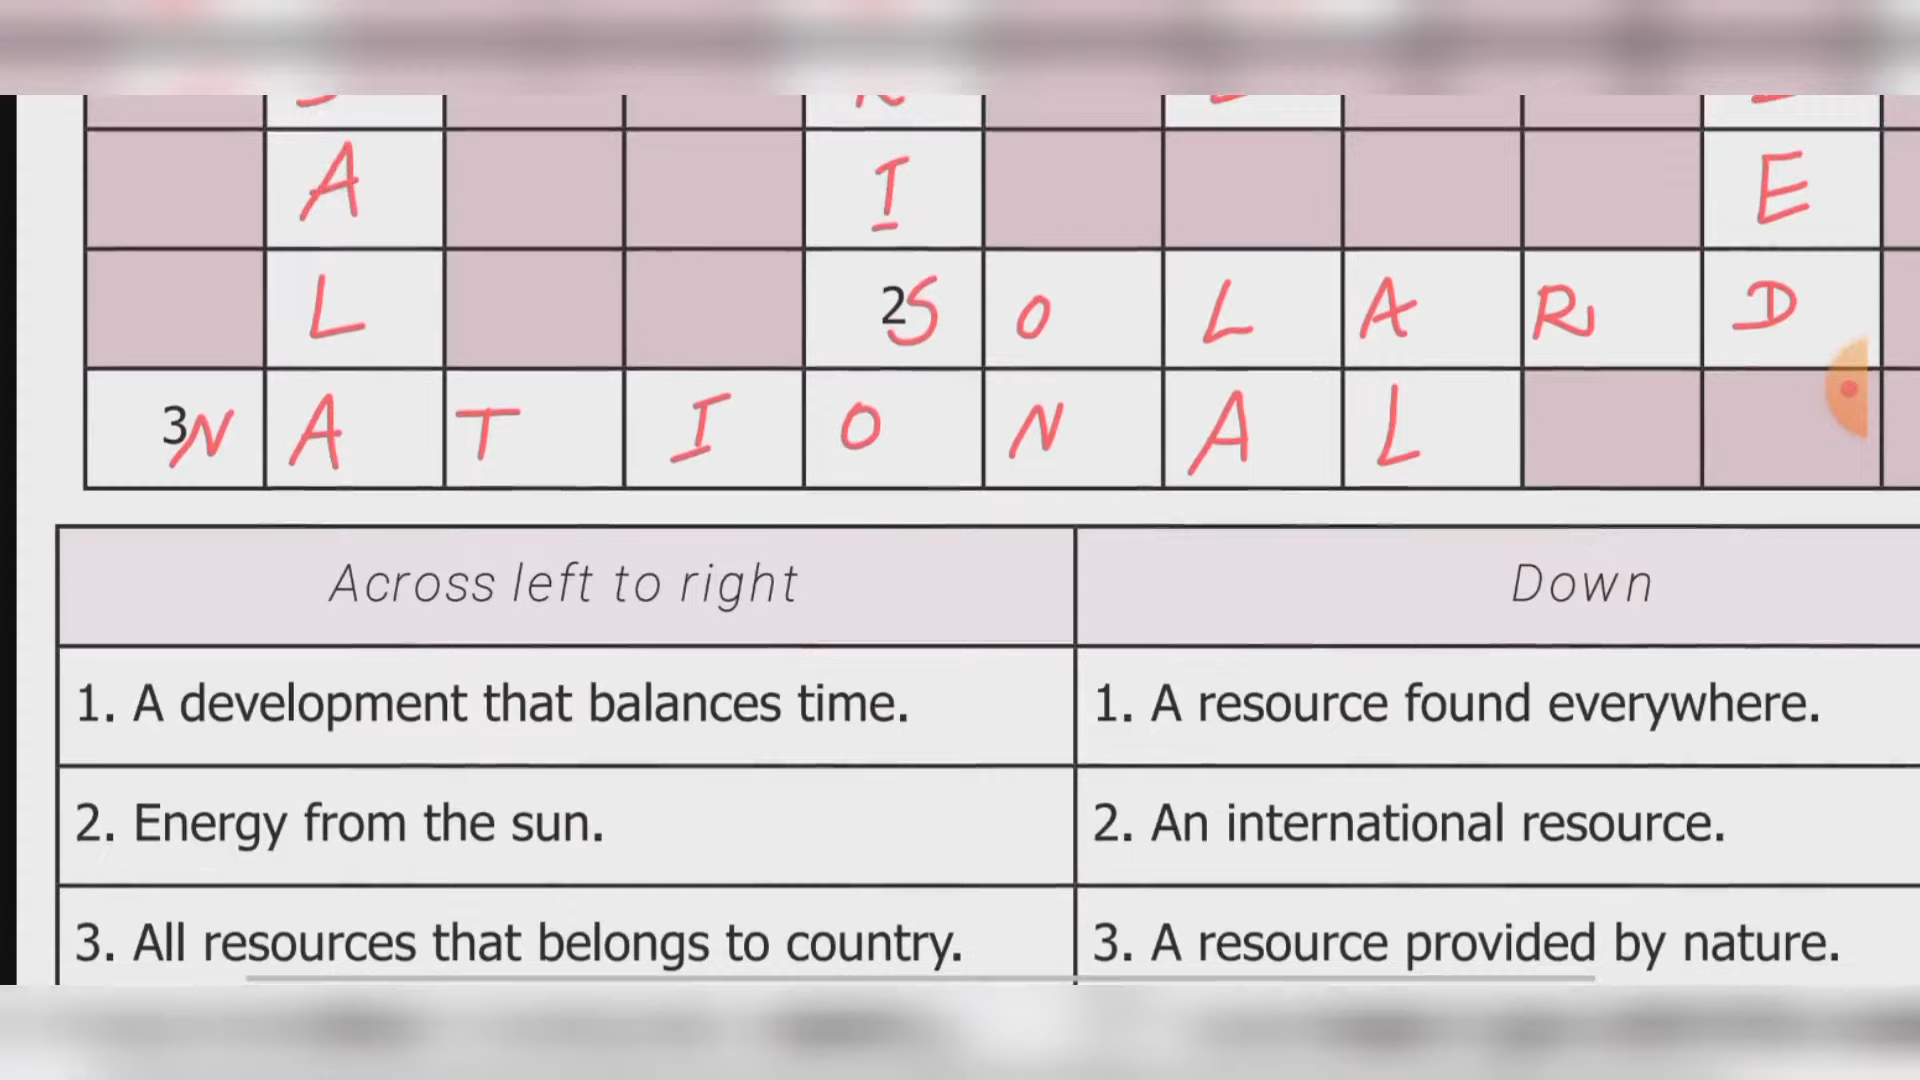 A I E
L 2S O L A R D
3N A T I O N A L
Across left to right Down
1. A development that balances time. 1. A resource found everywhere.
2. Energy from the sun. 2. An international resource.
3. All resources that belongs to country. 3. A resource provided by nature.